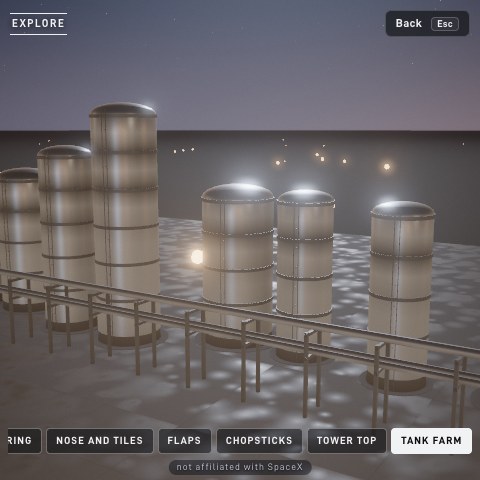 EXPLORE
Back Esc
RING NOSE AND TILES FLAPS CHOPSTICKS TOWER TOP TANK FARM
not affiliated with SpaceX